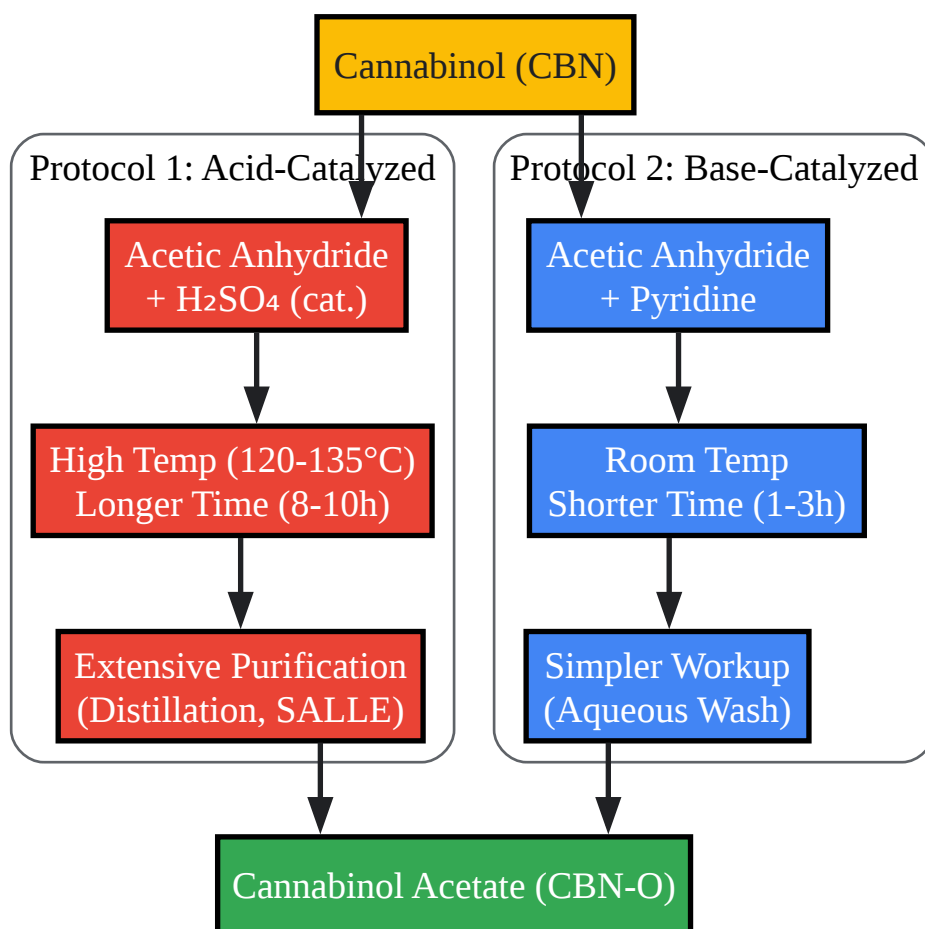 Cannabinol (CBN)
Protocol 1: Acid-Catalyzed
Protocol 2: Base-Catalyzed
Acetic Anhydride
+ H₂SO₄ (cat.)
Acetic Anhydride
+ Pyridine
High Temp (120-135°C)
Longer Time (8-10h)
Room Temp
Shorter Time (1-3h)
Extensive Purification
(Distillation, SALLE)
Simpler Workup
(Aqueous Wash)
Cannabinol Acetate (CBN-O)